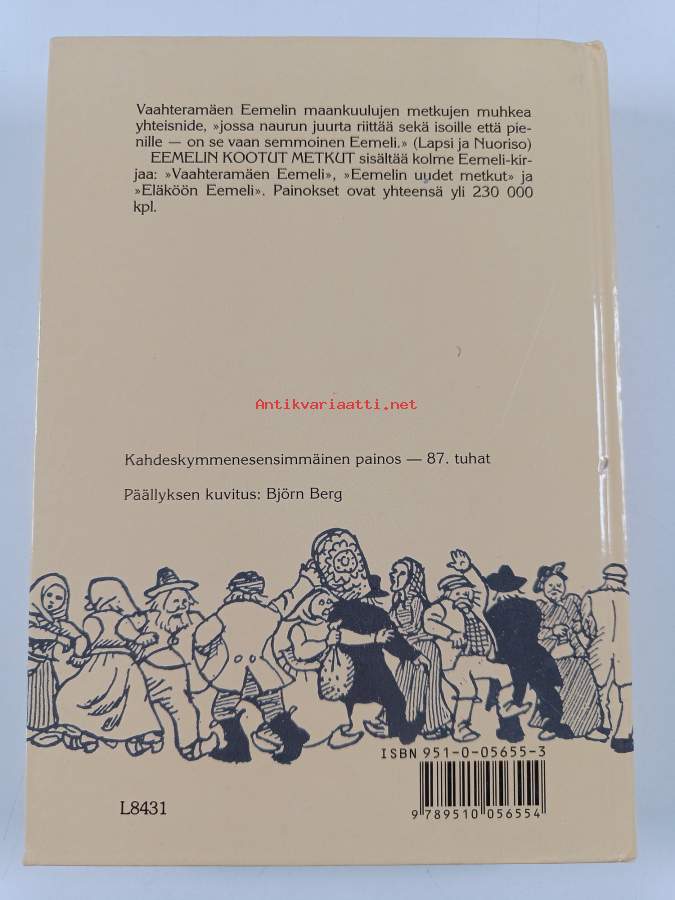 Vaahteramäen Eemelin maankuulujen metkujen muhkea
yhteisnide, »jossa naurun juurta riittää sekä isoille että pie-
nille — on se vaan semmoinen Eemeli.» (Lapsi ja Nuoriso)
EEMELIN KOOTUT METKUT sisältää kolme Eemeli-kir-
jaa: »Vaahteramäen Eemeli», »Eemelin uudet metkut» ja
»Eläköön Eemeli». Painokset ovat yhteensä yli 230 000
kpl.
Antikvariaatti.net
Kahdeskymmenesensimmäinen painos — 87. tuhat
Päällyksen kuvitus: Björn Berg
ISBN 951-0-05655-3
L8431
9 789510 056554